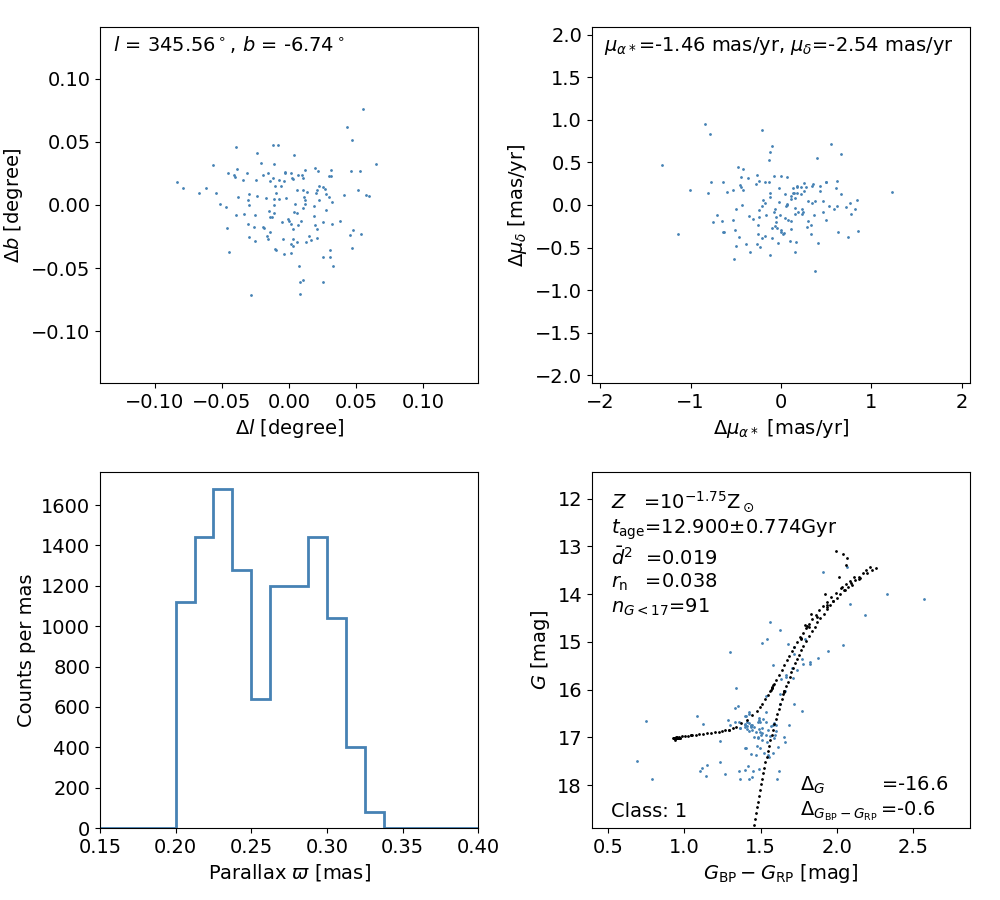 l = 345.56°, b = -6.74°
0.10
0.05
0.00
−0.05
−0.10
Δb [degree]
−0.10 −0.05 0.00 0.05 0.10
Δl [degree]
μα∗=-1.46 mas/yr, μδ=-2.54 mas/yr
2.0
1.5
1.0
0.5
0.0
−0.5
−1.0
−1.5
−2.0
Δμδ [mas/yr]
−2 −1 0 1 2
Δμα∗ [mas/yr]
1600
1400
1200
1000
800
600
400
200
0
Counts per mas
0.15 0.20 0.25 0.30 0.35 0.40
Parallax ϖ [mas]
Z =10^−1.75 Z⊙
tage=12.900±0.774Gyr
d̄² =0.019
rn =0.038
nG<17=91
12
13
14
15
16
17
18
G [mag]
ΔG =-16.6
ΔGBP−GRP =-0.6
Class: 1
0.5 1.0 1.5 2.0 2.5
GBP − GRP [mag]